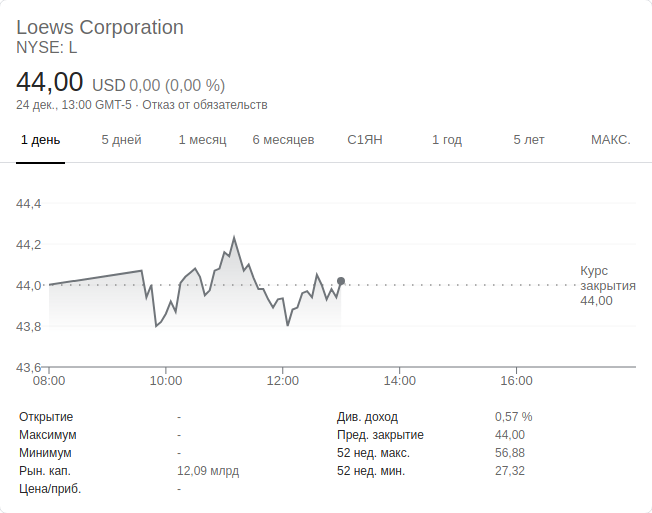 Loews Corporation
NYSE: L
44,00 USD 0,00 (0,00 %)
24 дек., 13:00 GMT-5 · Отказ от обязательств
1 день 5 дней 1 месяц 6 месяцев С1ЯН 1 год 5 лет МАКС.
44,4
44,2
44,0
43,8
43,6
Курс
закрытия
44,00
08:00 10:00 12:00 14:00 16:00
Открытие - Див. доход 0,57 %
Максимум - Пред. закрытие 44,00
Минимум - 52 нед. макс. 56,88
Рын. кап. 12,09 млрд 52 нед. мин. 27,32
Цена/приб. -